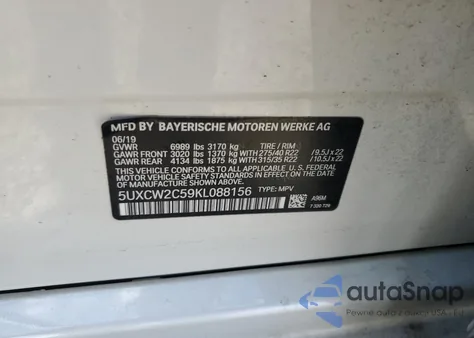 MFD BY BAYERISCHE MOTOREN WERKE AG
06/19
GVWR 6989 lbs 3170 kg TIRE / RIM
GAWR FRONT 3020 lbs 1370 kg WITH 275/40 R22 / 9.5J x 22
GAWR REAR 4134 lbs 1875 kg WITH 315/35 R22 / 10.5J x 22
THIS VEHICLE CONFORMS TO ALL APPLICABLE U.S. FEDERAL MOTOR
VEHICLE SAFETY STANDARDS IN EFFECT ON THE DATE OF MANUFACTURE SHOWN ABOVE.
5UXCW2C59KL088156 TYPE: MPV
A96M
autoSnap